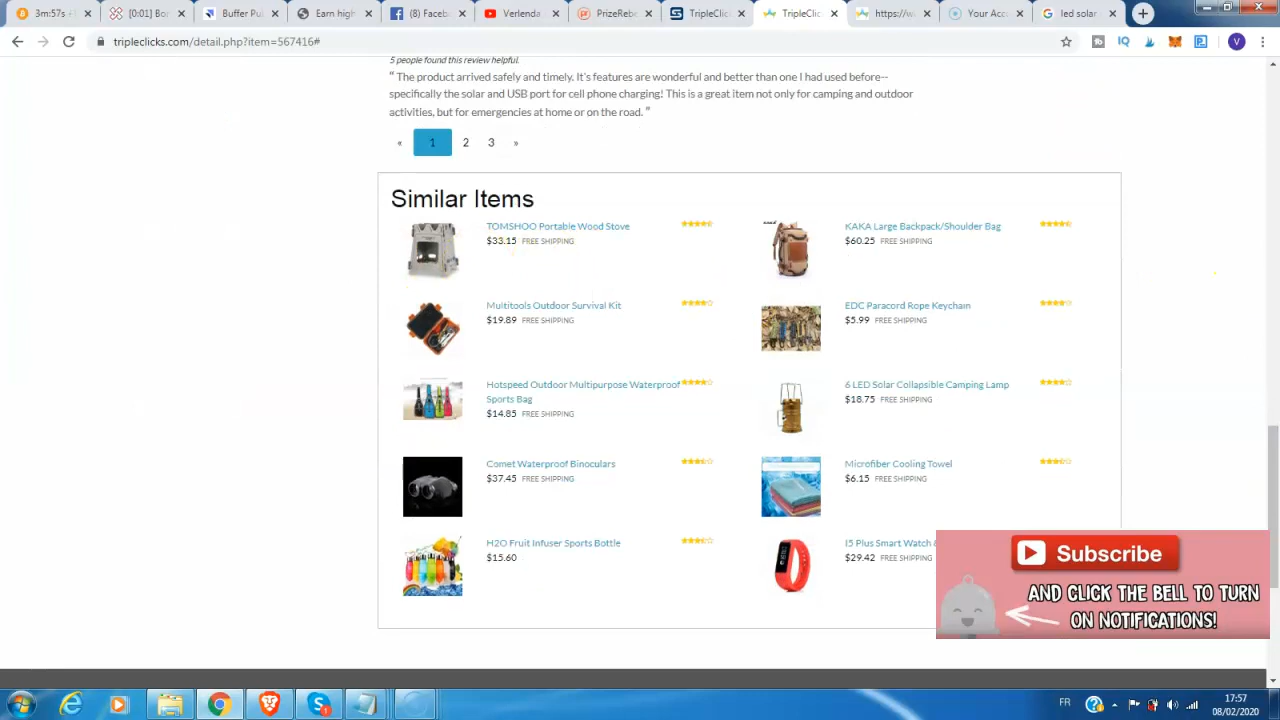 3m:57s +
[0:01] Bor
Buffer Pul
Earn high
(2) Faceb
Verlendu
PrizeRebe
TripleClic
TripleClic
https://w
Your Acc
led solar
tripleclicks.com/detail.php?item=567416#
V
5 people found this review helpful.
“ The product arrived safely and timely. It's features are wonderful and better than one I had used before--
specifically the solar and USB port for cell phone charging! This is a great item not only for camping and outdoor
activities, but for emergencies at home or on the road. ”
« 1 2 3 »
Similar Items
TOMSHOO Portable Wood Stove
$33.15 FREE SHIPPING
KAKA Large Backpack/Shoulder Bag
$60.25 FREE SHIPPING
Multitools Outdoor Survival Kit
$19.89 FREE SHIPPING
EDC Paracord Rope Keychain
$5.99 FREE SHIPPING
Hotspeed Outdoor Multipurpose Waterproof
Sports Bag
$14.85 FREE SHIPPING
6 LED Solar Collapsible Camping Lamp
$18.75 FREE SHIPPING
Comet Waterproof Binoculars
$37.45 FREE SHIPPING
Microfiber Cooling Towel
$6.15 FREE SHIPPING
H2O Fruit Infuser Sports Bottle
$15.60
I5 Plus Smart Watch
$29.42 FREE SHIPPING
Subscribe
AND CLICK THE BELL TO TURN
ON NOTIFICATIONS!
FR
17:57
08/02/2020